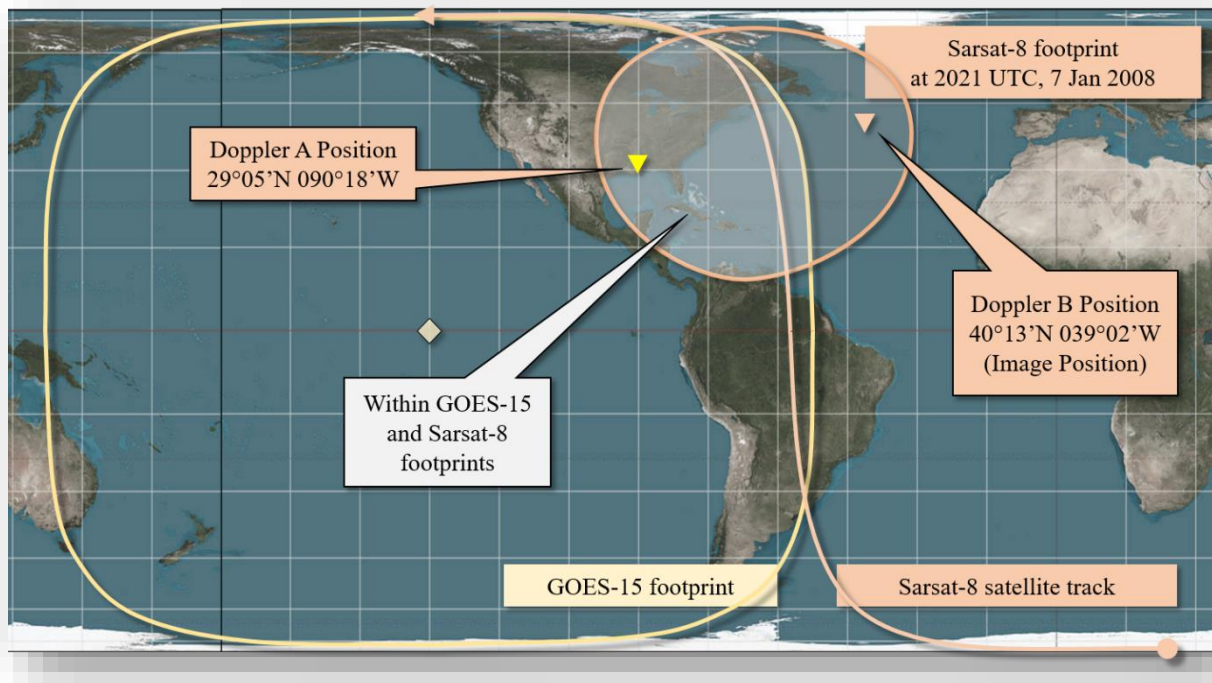 Sarsat-8 footprint
at 2021 UTC, 7 Jan 2008
Doppler A Position
29°05’N 090°18’W
Doppler B Position
40°13’N 039°02’W
(Image Position)
Within GOES-15
and Sarsat-8
footprints
GOES-15 footprint
Sarsat-8 satellite track